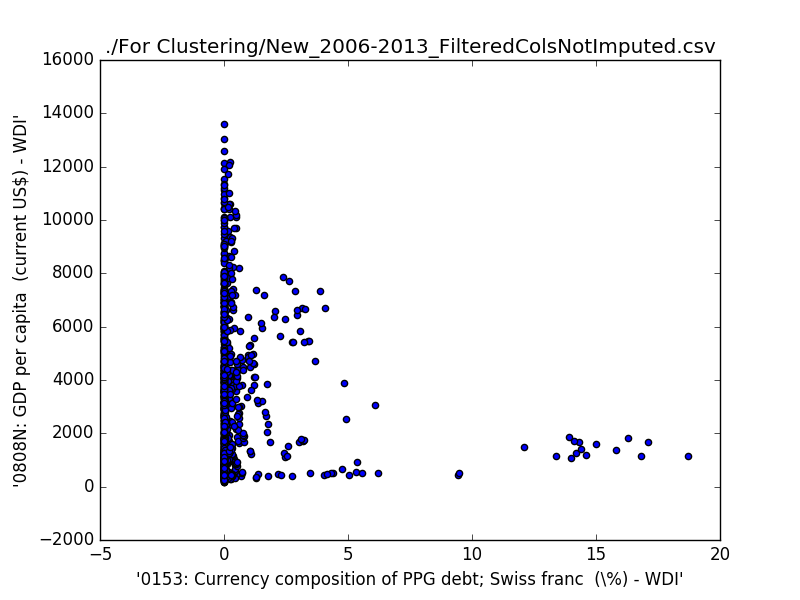 ./For Clustering/New_2006-2013_FilteredColsNotImputed.csv
16000
14000
12000
10000
8000
6000
4000
2000
0
−2000
'0808N: GDP per capita  (current US$) - WDI'
−5 0 5 10 15 20
'0153: Currency composition of PPG debt; Swiss franc  (\%) - WDI'